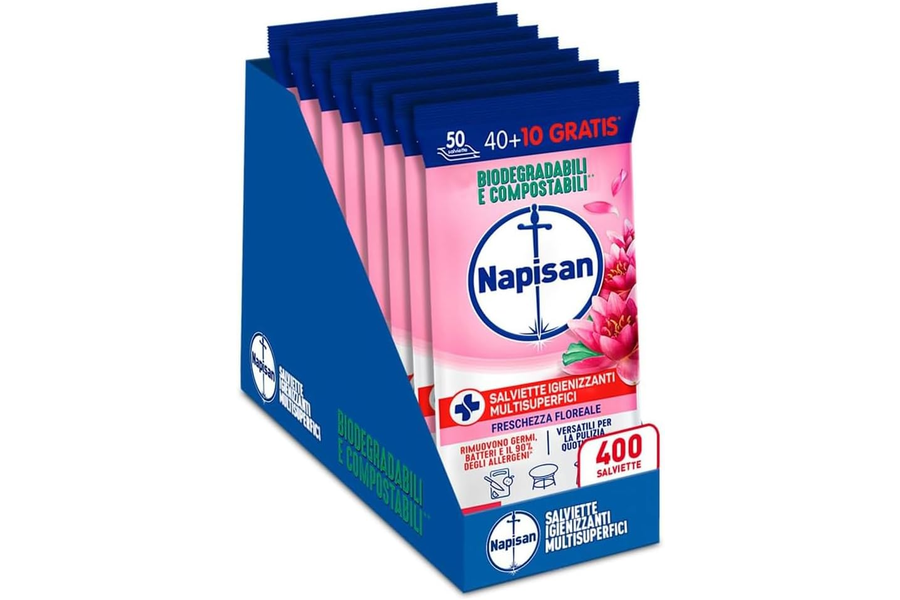 50
salviette
40+10 GRATIS*
BIODEGRADABILI
E COMPOSTABILI**
Napisan
SALVIETTE IGIENIZZANTI
MULTISUPERFICI
FRESCHEZZA FLOREALE
RIMUOVONO GERMI,
BATTERI E IL 90%
DEGLI ALLERGENI*
VERSATILI PER
LA PULIZIA
400
SALVIETTE
Napisan
SALVIETTE
IGIENIZZANTI
MULTISUPERFICI
BIODEGRADABILI
E COMPOSTABILI**
Napisan
SALVIETTE
IGIENIZZANTI
MULTISUPERFICI